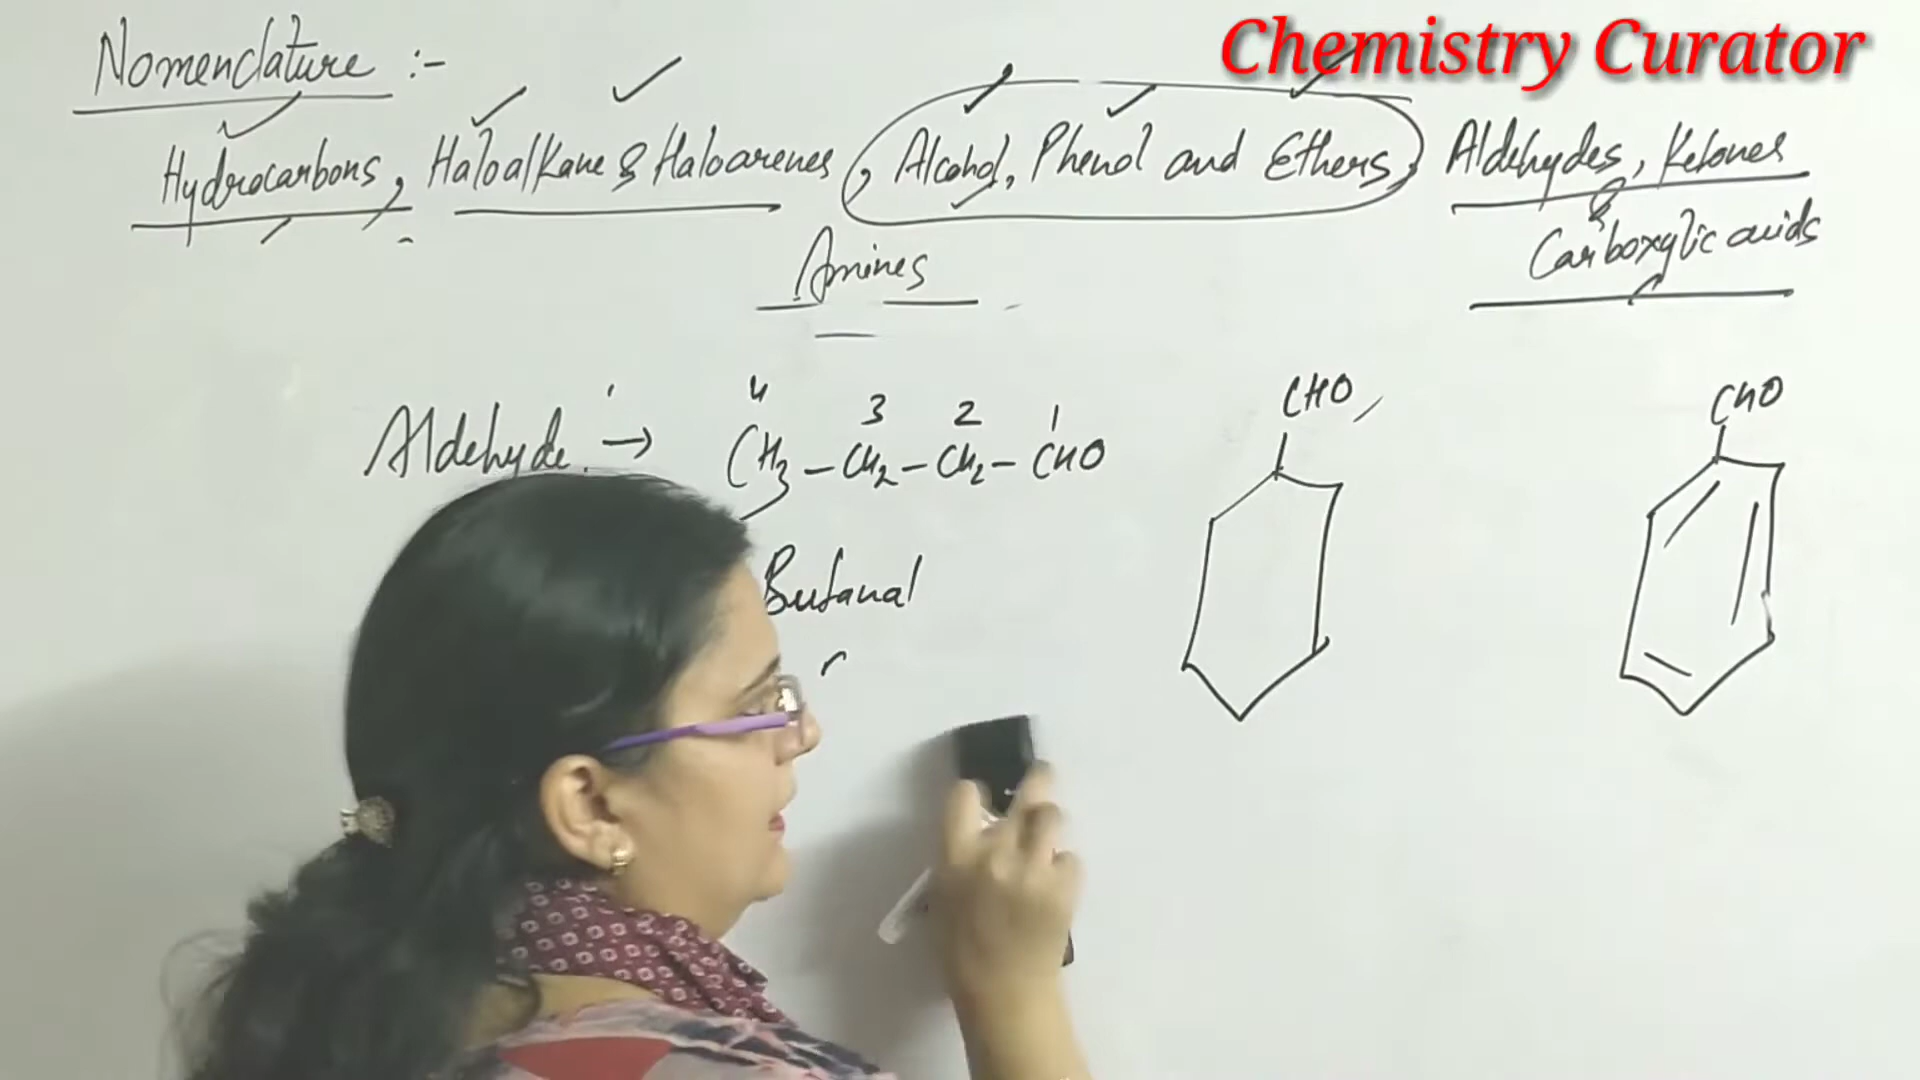 Chemistry Curator
Nomenclature :-
Hydrocarbons, Haloalkane & Haloarenes, Alcohol, Phenol and Ethers, Aldehydes, Ketones
&
Carboxylic acids
Amines
Aldehyde :→ CH3 – CH2 – CH2 – CHO
4 3 2 1
CHO,
CHO
Butanal